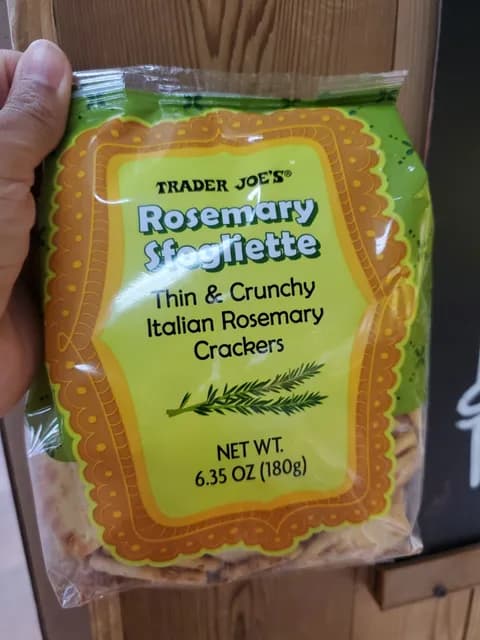 TRADER JOE'S®
Rosemary
Sfogliette
Thin & Crunchy
Italian Rosemary
Crackers
NET WT.
6.35 OZ (180g)